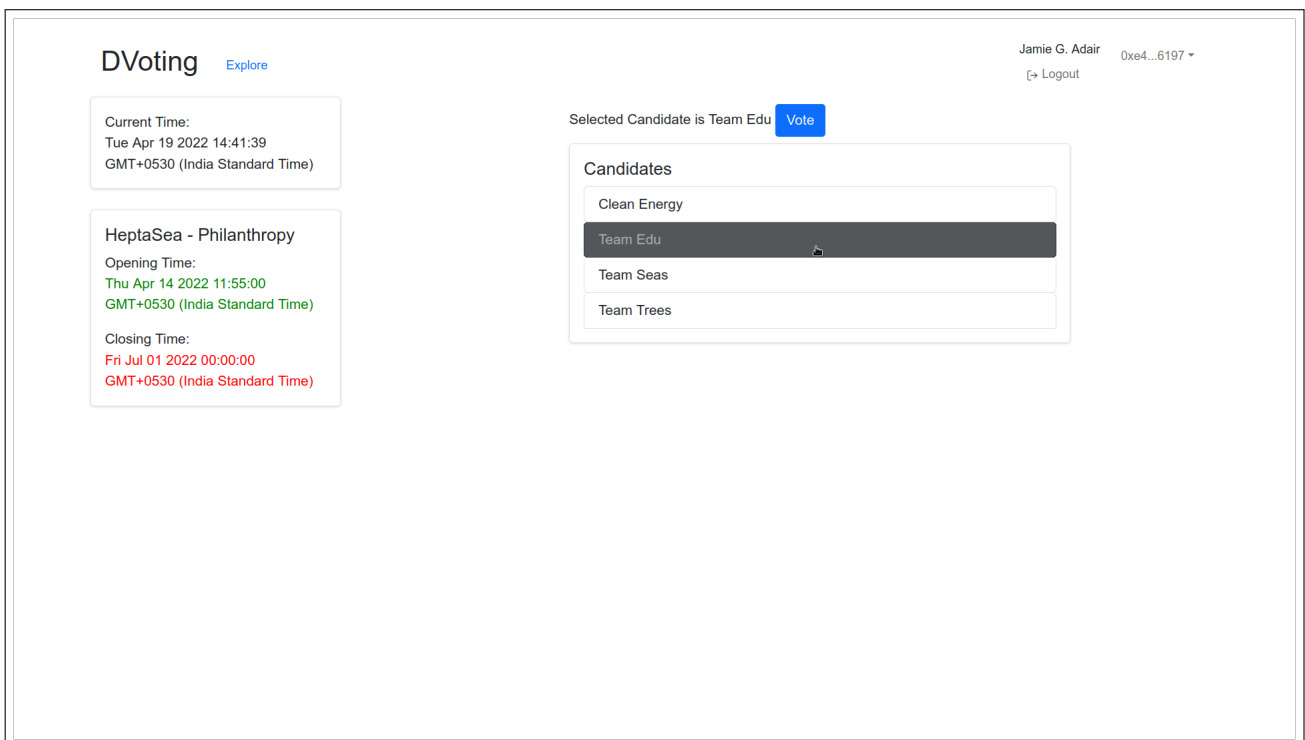 DVoting
Explore
Jamie G. Adair
0xe4...6197
Logout
Current Time:
Tue Apr 19 2022 14:41:39
GMT+0530 (India Standard Time)
HeptaSea - Philanthropy
Opening Time:
Thu Apr 14 2022 11:55:00
GMT+0530 (India Standard Time)
Closing Time:
Fri Jul 01 2022 00:00:00
GMT+0530 (India Standard Time)
Selected Candidate is Team Edu Vote
Candidates
Clean Energy
Team Edu
Team Seas
Team Trees